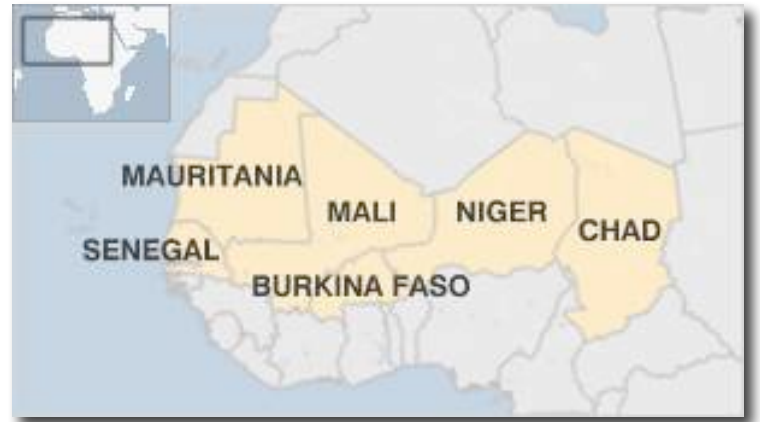 MAURITANIA
MALI
NIGER
CHAD
SENEGAL
BURKINA FASO